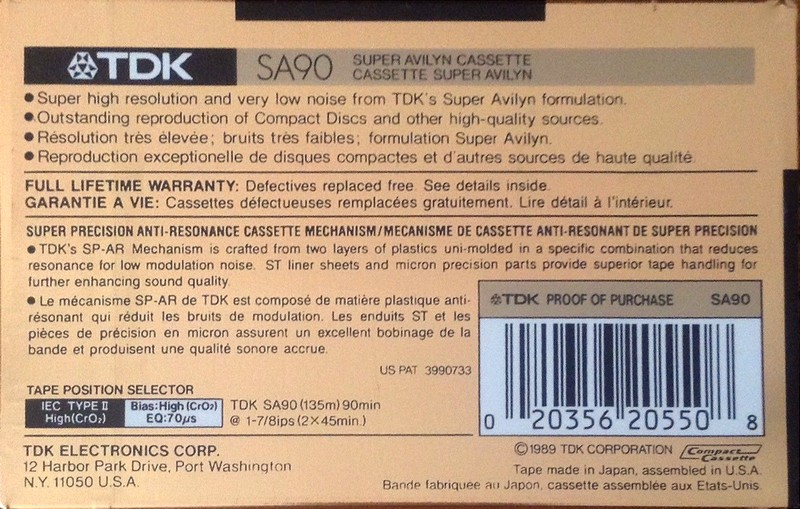 TDK SA90 SUPER AVILYN CASSETTE
CASSETTE SUPER AVILYN
● Super high resolution and very low noise from TDK's Super Avilyn formulation.
● Outstanding reproduction of Compact Discs and other high-quality sources.
● Résolution très élevée; bruits très faibles; formulation Super Avilyn.
● Reproduction exceptionelle de disques compactes et d'autres sources de haute qualité.
FULL LIFETIME WARRANTY: Defectives replaced free. See details inside.
GARANTIE A VIE: Cassettes défectueuses remplacées gratuitement. Lire détail à l'intérieur.
SUPER PRECISION ANTI-RESONANCE CASSETTE MECHANISM/MECANISME DE CASSETTE ANTI-RESONANT DE SUPER PRECISION
● TDK's SP-AR Mechanism is crafted from two layers of plastics uni-molded in a specific combination that reduces
resonance for low modulation noise. ST liner sheets and micron precision parts provide superior tape handling for
further enhancing sound quality.
● Le mécanisme SP-AR de TDK est composé de matière plastique anti-
résonant qui réduit les bruits de modulation. Les enduits ST et les
pièces de précision en micron assurent un excellent bobinage de la
bande et produisent une qualité sonore accrue.
US PAT 3990733
TDK PROOF OF PURCHASE SA90
0 20356 20550 8
TAPE POSITION SELECTOR
IEC TYPE II
High(CrO₂)
Bias:High (CrO₂)
EQ:70μs
TDK SA90 (135m) 90min
@ 1-7/8ips (2×45min.)
TDK ELECTRONICS CORP.
12 Harbor Park Drive, Port Washington
N.Y. 11050 U.S.A.
©1989 TDK CORPORATION Compact Cassette
Tape made in Japan, assembled in U.S.A.
Bande fabriquée au Japon, cassette assemblée aux Etats-Unis.